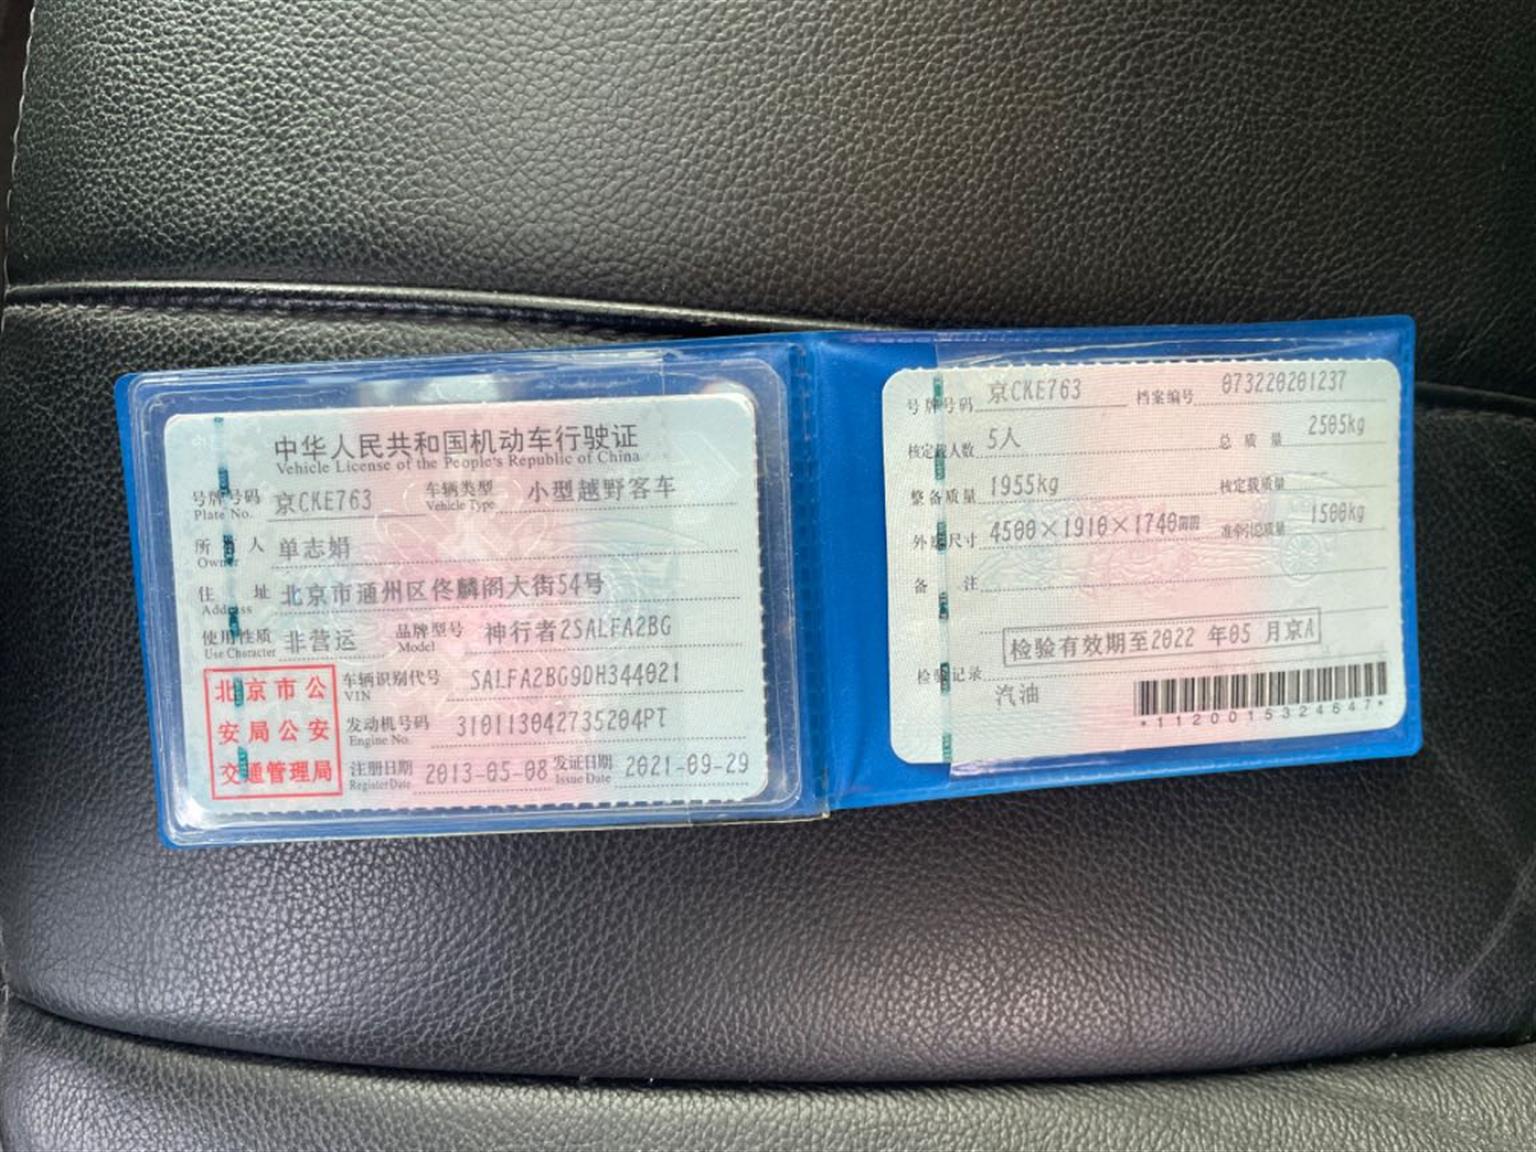 中华人民共和国机动车行驶证
Vehicle License of the People's Republic of China
号牌号码 京CKE763 车辆类型 小型越野客车
Plate No. Vehicle Type
所 人 单志娟
Owner
住 址 北京市通州区佟麟阁大街54号
Address
使用性质 非营运 品牌型号 神行者2SALFA2BG
Use Character Model
车辆识别代号 SALFA2BG9DH344021
VIN
发动机号码 310113042735204PT
Engine No.
注册日期 2013-05-08 发证日期 2021-09-29
Register Date Issue Date
北京市公
安局公安
交通管理局
号牌号码 京CKE763 档案编号 073220201237
核定载人数 5人 总质量 2505kg
整备质量 1955kg 核定载质量
外廓尺寸 4500×1910×1740mm 准牵引总质量 1500kg
备 注
检验有效期至2022 年05 月京A
检验记录
汽油
*1120015324647*